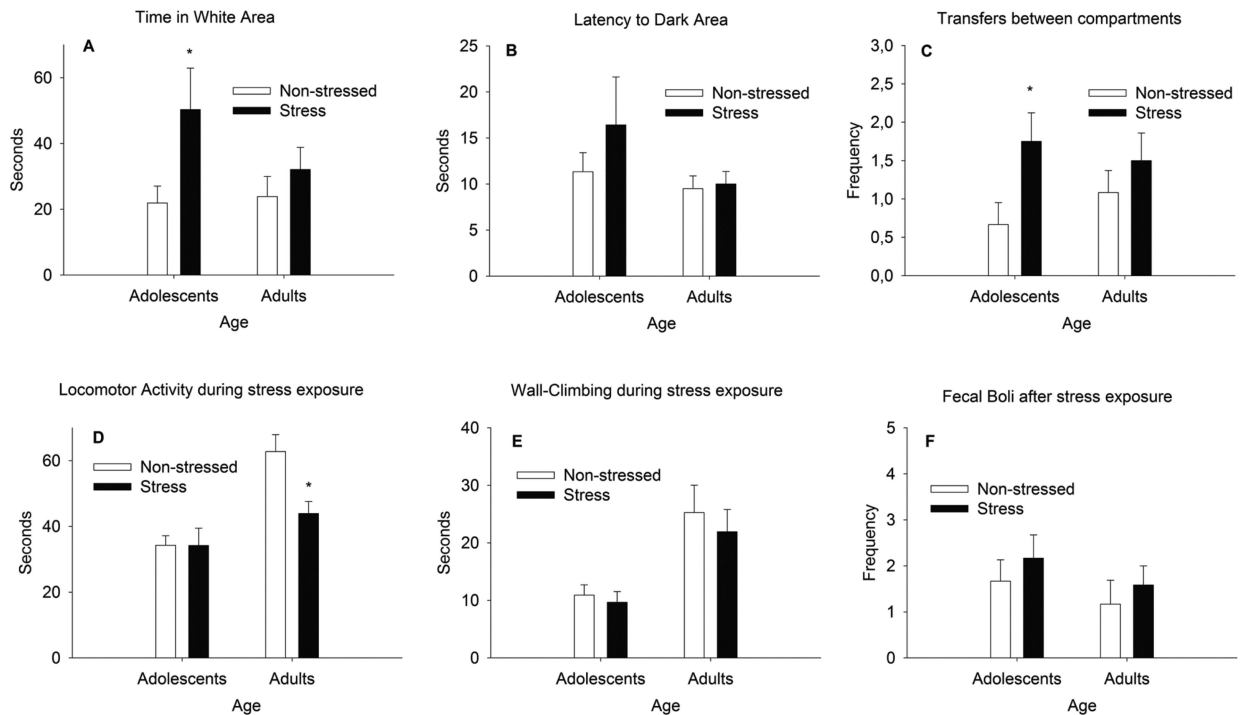 Time in White Area
A
*
Non-stressed
Stress
Seconds
60
40
20
0
Adolescents Adults
Age
Latency to Dark Area
B
Non-stressed
Stress
Seconds
25
20
15
10
5
0
Adolescents Adults
Age
Transfers between compartments
C
*
Non-stressed
Stress
Frequency
3,0
2,5
2,0
1,5
1,0
0,5
0,0
Adolescents Adults
Age
Locomotor Activity during stress exposure
D
*
Non-stressed
Stress
Seconds
60
40
20
0
Adolescents Adults
Age
Wall-Climbing during stress exposure
E
Non-stressed
Stress
Seconds
40
30
20
10
0
Adolescents Adults
Age
Fecal Boli after stress exposure
F
Non-stressed
Stress
Frequency
5
4
3
2
1
0
Adolescents Adults
Age